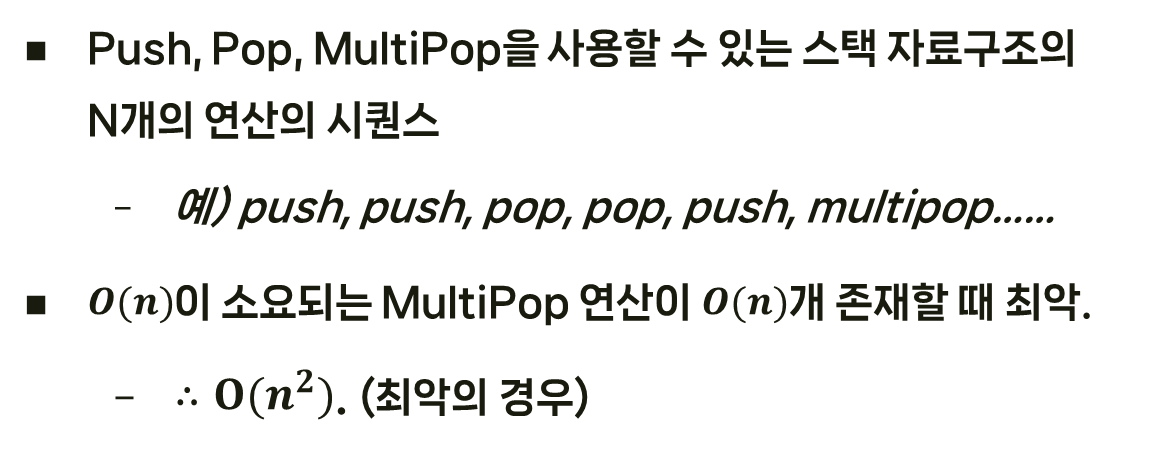 ▪ Push, Pop, MultiPop을 사용할 수 있는 스택 자료구조의
N개의 연산의 시퀀스
– 예) push, push, pop, pop, push, multipop……
▪ O(n)이 소요되는 MultiPop 연산이 O(n)개 존재할 때 최악.
– ∴ O(n²). (최악의 경우)